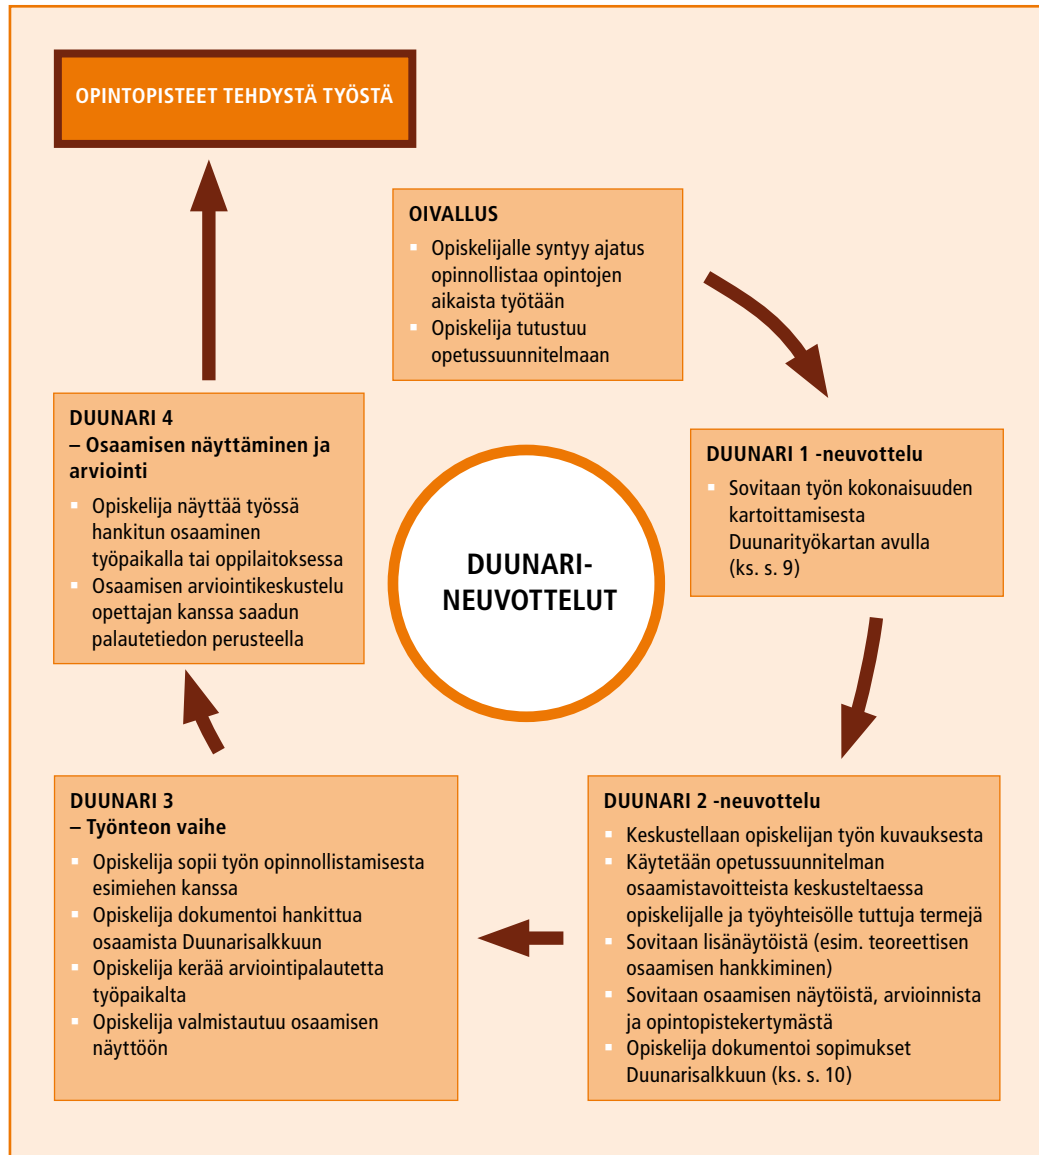 OPINTOPISTEET TEHDYSTÄ TYÖSTÄ
OIVALLUS
▪ Opiskelijalle syntyy ajatus
opinnollistaa opintojen
aikaista työtään
▪ Opiskelija tutustuu
opetussuunnitelmaan
DUUNARI 1 -neuvottelu
▪ Sovitaan työn kokonaisuuden
kartoittamisesta
Duunarityökartan avulla
(ks. s. 9)
DUUNARI 2 -neuvottelu
▪ Keskustellaan opiskelijan työn kuvauksesta
▪ Käytetään opetussuunnitelman
osaamistavoitteista keskusteltaessa
opiskelijalle ja työyhteisölle tuttuja termejä
▪ Sovitaan lisänäytöistä (esim. teoreettisen
osaamisen hankkiminen)
▪ Sovitaan osaamisen näytöistä, arvioinnista
ja opintopistekertymästä
▪ Opiskelija dokumentoi sopimukset
Duunarisalkkuun (ks. s. 10)
DUUNARI 3
– Työnteon vaihe
▪ Opiskelija sopii työn opinnollistamisesta
esimiehen kanssa
▪ Opiskelija dokumentoi hankittua
osaamista Duunarisalkkuun
▪ Opiskelija kerää arviointipalautetta
työpaikalta
▪ Opiskelija valmistautuu osaamisen
näyttöön
DUUNARI 4
– Osaamisen näyttäminen ja
arviointi
▪ Opiskelija näyttää työssä
hankitun osaaminen
työpaikalla tai oppilaitoksessa
▪ Osaamisen arviointikeskustelu
opettajan kanssa saadun
palautetiedon perusteella
DUUNARI-
NEUVOTTELUT